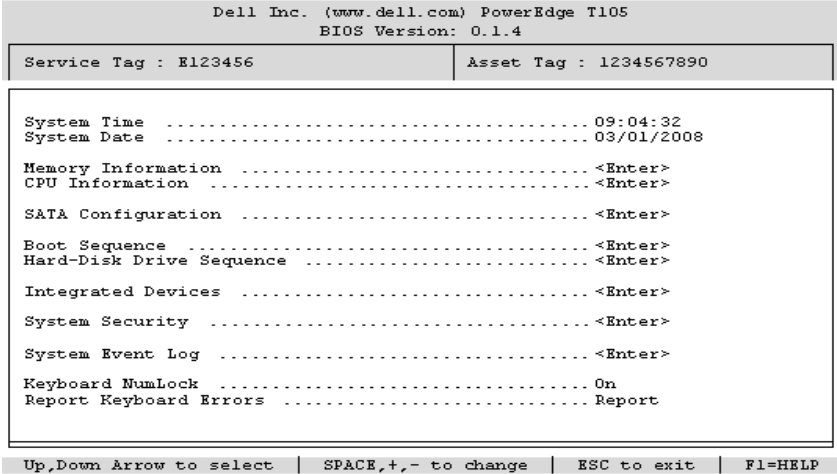 Dell Inc. (www.dell.com) PowerEdge T105
BIOS Version: 0.1.4
Service Tag : E123456 Asset Tag : 1234567890
System Time ........................................ 09:04:32
System Date ........................................ 03/01/2008
Memory Information ................................. <Enter>
CPU Information .................................... <Enter>
SATA Configuration ................................. <Enter>
Boot Sequence ...................................... <Enter>
Hard-Disk Drive Sequence ........................... <Enter>
Integrated Devices ................................. <Enter>
System Security .................................... <Enter>
System Event Log ................................... <Enter>
Keyboard NumLock ................................... On
Report Keyboard Errors ............................. Report
Up,Down Arrow to select | SPACE,+,- to change | ESC to exit | F1=HELP